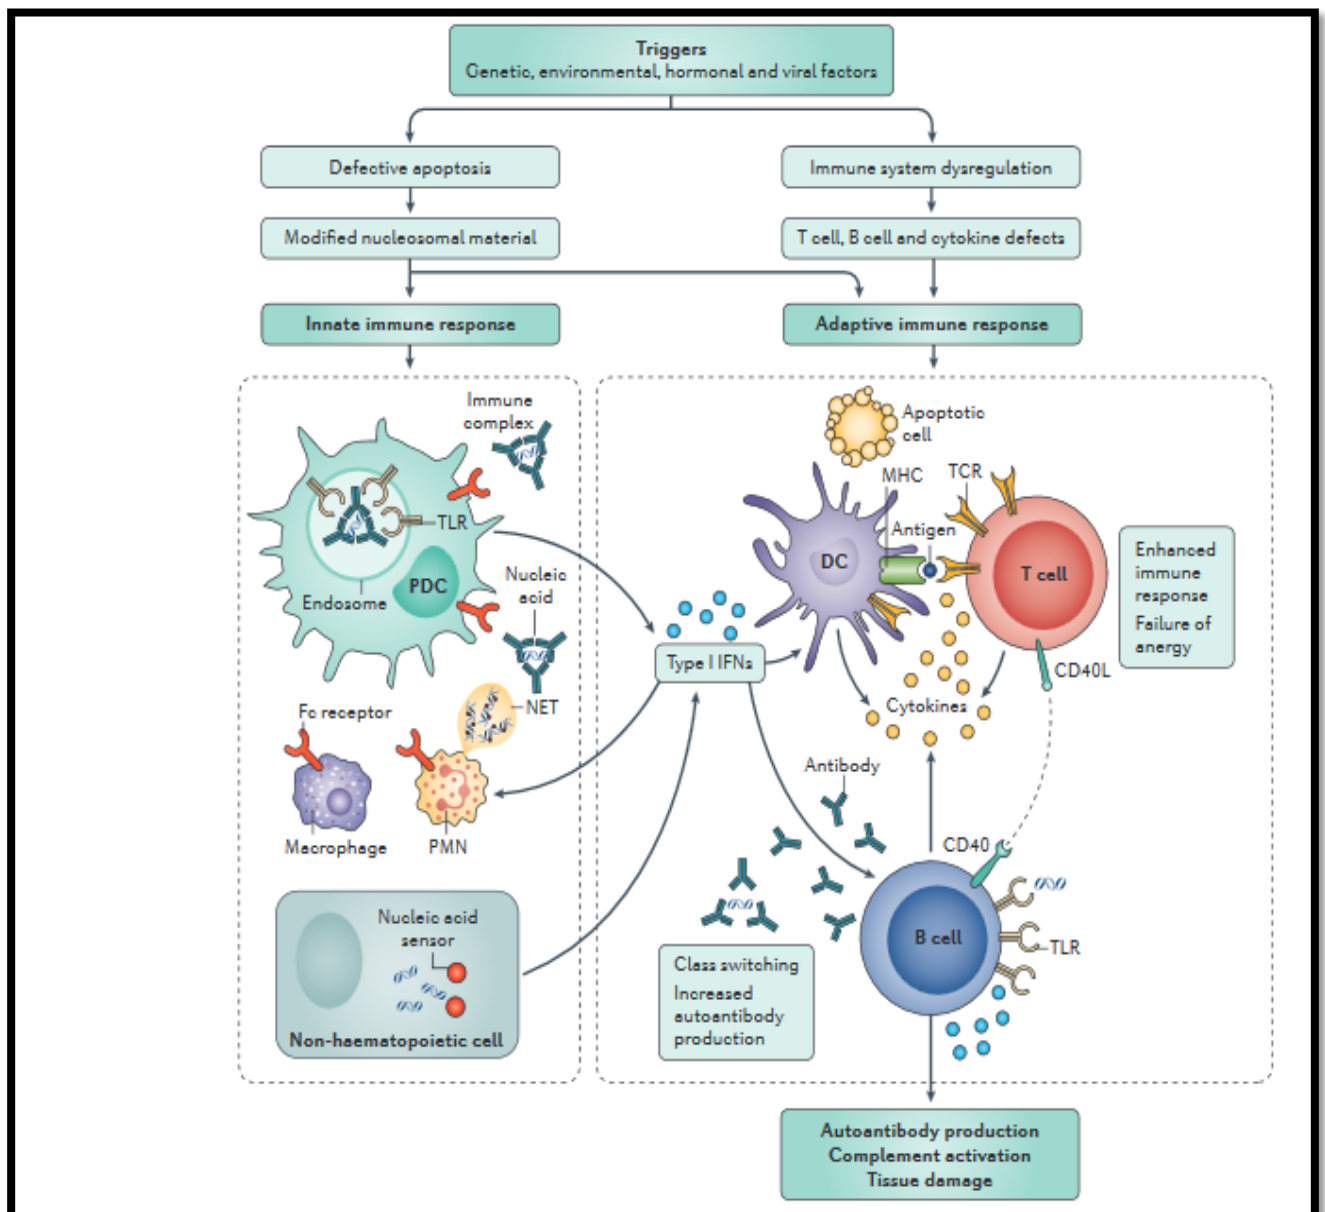 Triggers
Genetic, environmental, hormonal and viral factors
Defective apoptosis
Immune system dysregulation
Modified nucleosomal material
T cell, B cell and cytokine defects
Innate immune response
Adaptive immune response
Immune
complex
TLR
PDC
Endosome
Nucleic
acid
NET
Fc receptor
Macrophage
PMN
Nucleic acid
sensor
Non-haematopoietic cell
Type I IFNs
Apoptotic
cell
MHC
TCR
Antigen
DC
T cell
Enhanced
immune
response
Failure of
anergy
CD40L
Cytokines
Antibody
CD40
B cell
TLR
Class switching
Increased
autoantibody
production
Autoantibody production
Complement activation
Tissue damage